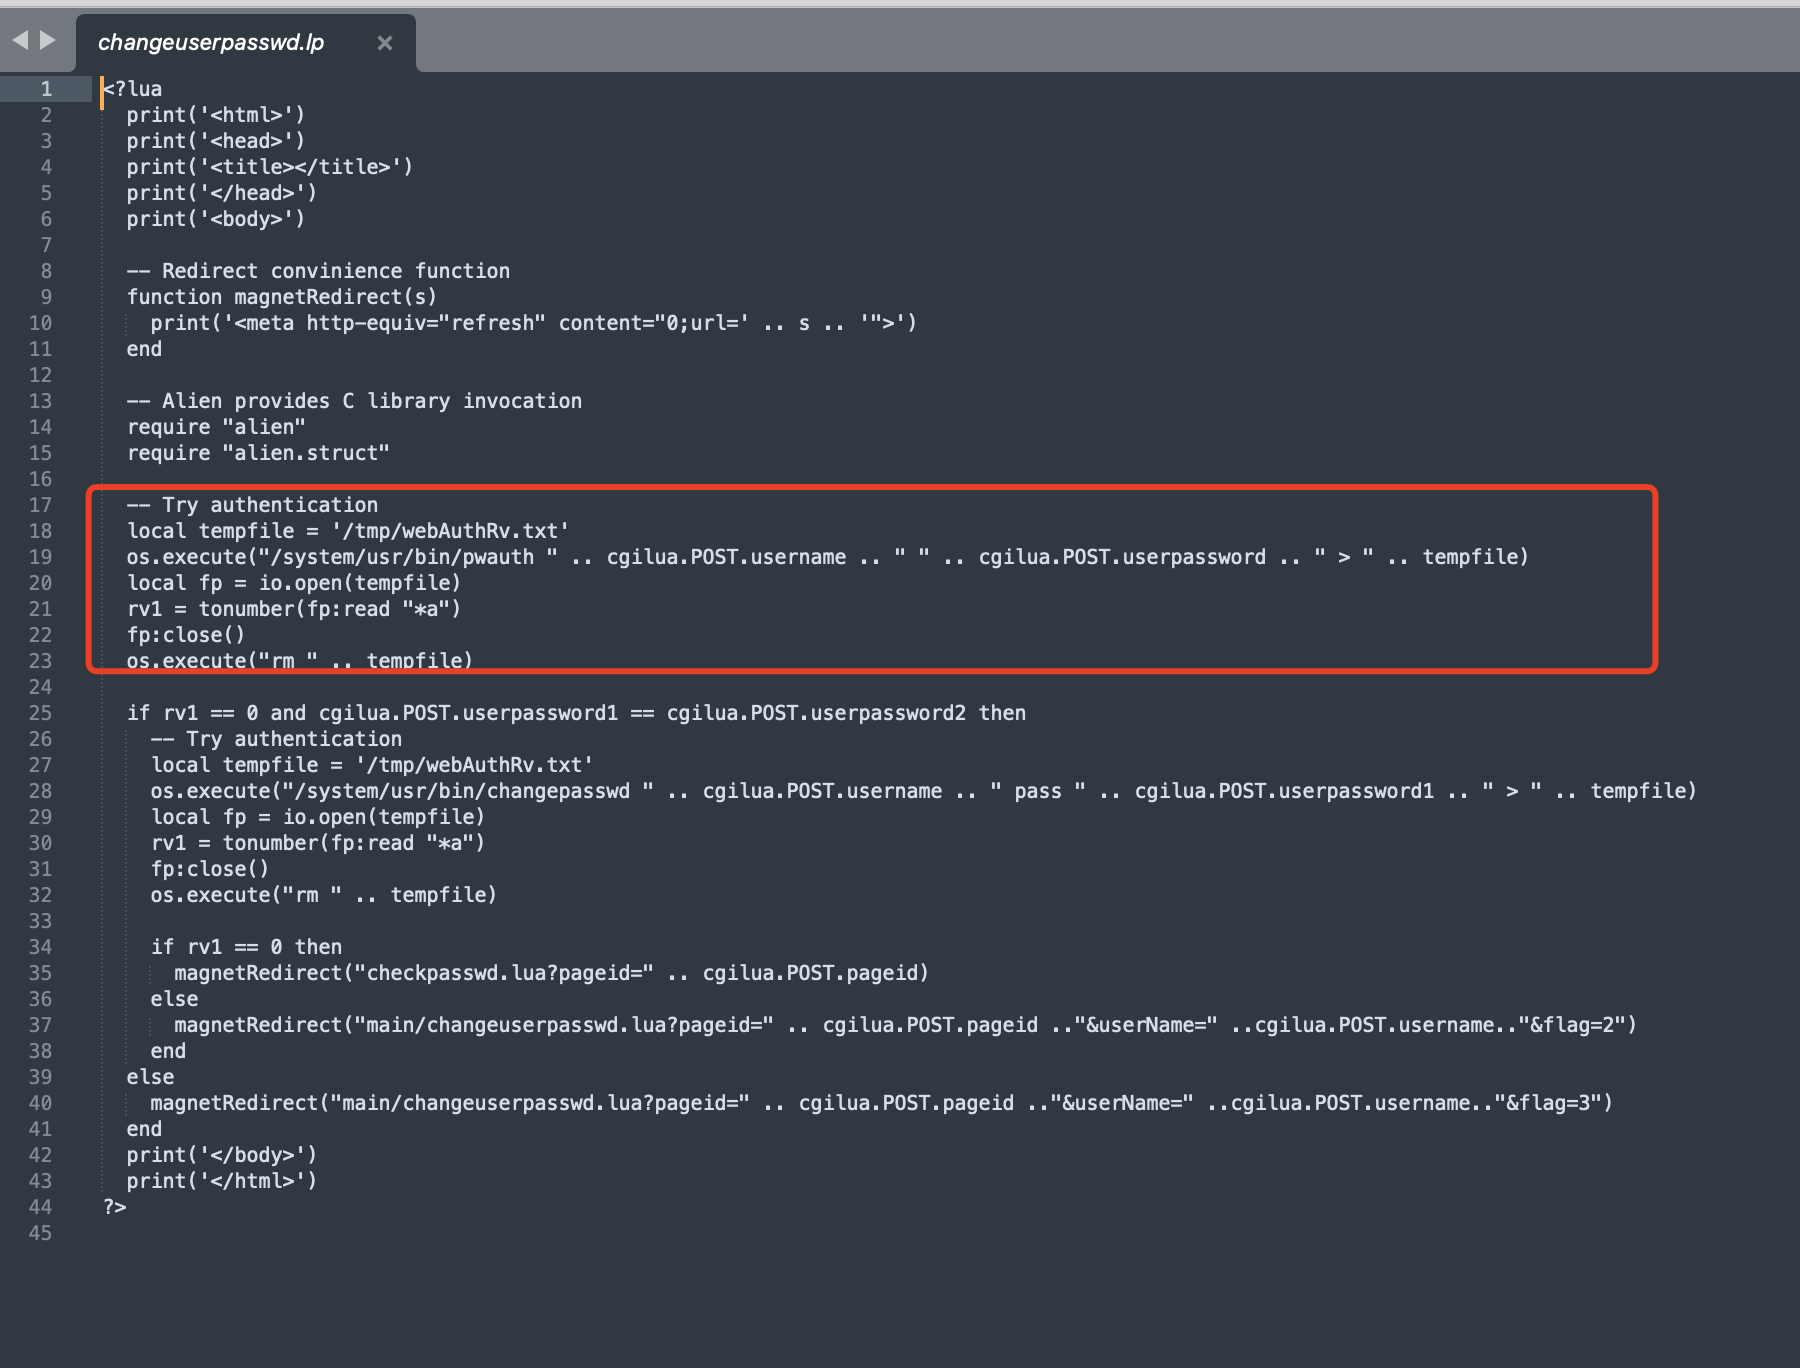 changeuserpasswd.lp ×
1 <?lua
2   print('<html>')
3   print('<head>')
4   print('<title></title>')
5   print('</head>')
6   print('<body>')
7
8   -- Redirect convinience function
9   function magnetRedirect(s)
10     print('<meta http-equiv="refresh" content="0;url=' .. s .. '">')
11   end
12
13   -- Alien provides C library invocation
14   require "alien"
15   require "alien.struct"
16
17   -- Try authentication
18   local tempfile = '/tmp/webAuthRv.txt'
19   os.execute("/system/usr/bin/pwauth " .. cgilua.POST.username .. " " .. cgilua.POST.userpassword .. " > " .. tempfile)
20   local fp = io.open(tempfile)
21   rv1 = tonumber(fp:read "*a")
22   fp:close()
23   os.execute("rm " .. tempfile)
24
25   if rv1 == 0 and cgilua.POST.userpassword1 == cgilua.POST.userpassword2 then
26     -- Try authentication
27     local tempfile = '/tmp/webAuthRv.txt'
28     os.execute("/system/usr/bin/changepasswd " .. cgilua.POST.username .. " pass " .. cgilua.POST.userpassword1 .. " > " .. tempfile)
29     local fp = io.open(tempfile)
30     rv1 = tonumber(fp:read "*a")
31     fp:close()
32     os.execute("rm " .. tempfile)
33
34     if rv1 == 0 then
35       magnetRedirect("checkpasswd.lua?pageid=" .. cgilua.POST.pageid)
36     else
37       magnetRedirect("main/changeuserpasswd.lua?pageid=" .. cgilua.POST.pageid .."&userName=" ..cgilua.POST.username.."&flag=2")
38     end
39   else
40     magnetRedirect("main/changeuserpasswd.lua?pageid=" .. cgilua.POST.pageid .."&userName=" ..cgilua.POST.username.."&flag=3")
41   end
42   print('</body>')
43   print('</html>')
44 ?>
45